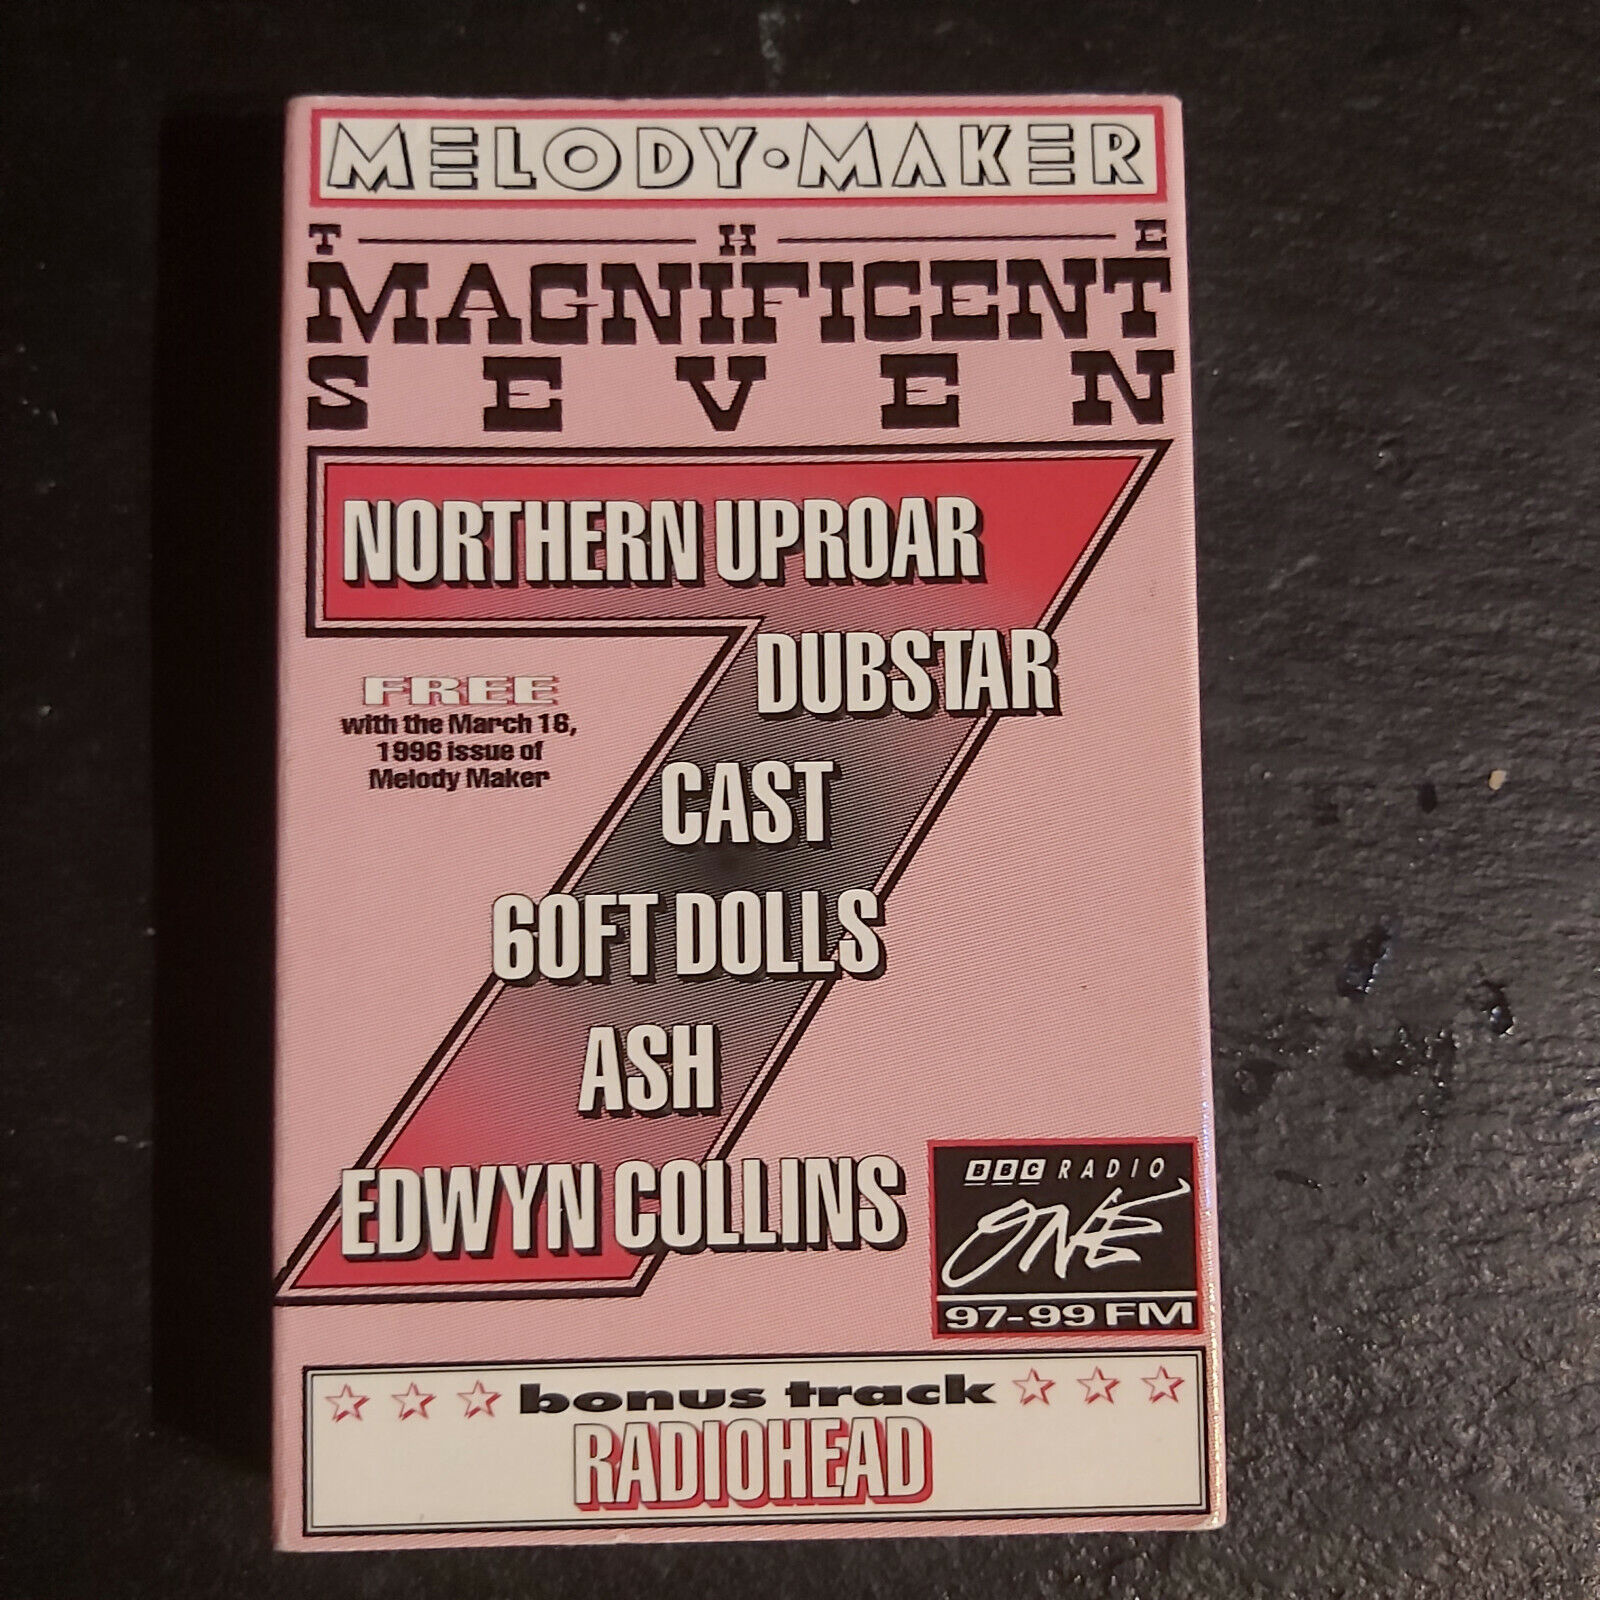 MELODY·MAKER
THE
MAGNIFICENT
SEVEN
NORTHERN UPROAR
DUBSTAR
FREE
with the March 16,
1996 issue of
Melody Maker
CAST
60FT DOLLS
ASH
EDWYN COLLINS
BBC RADIO
ONE
97-99 FM
bonus track
RADIOHEAD